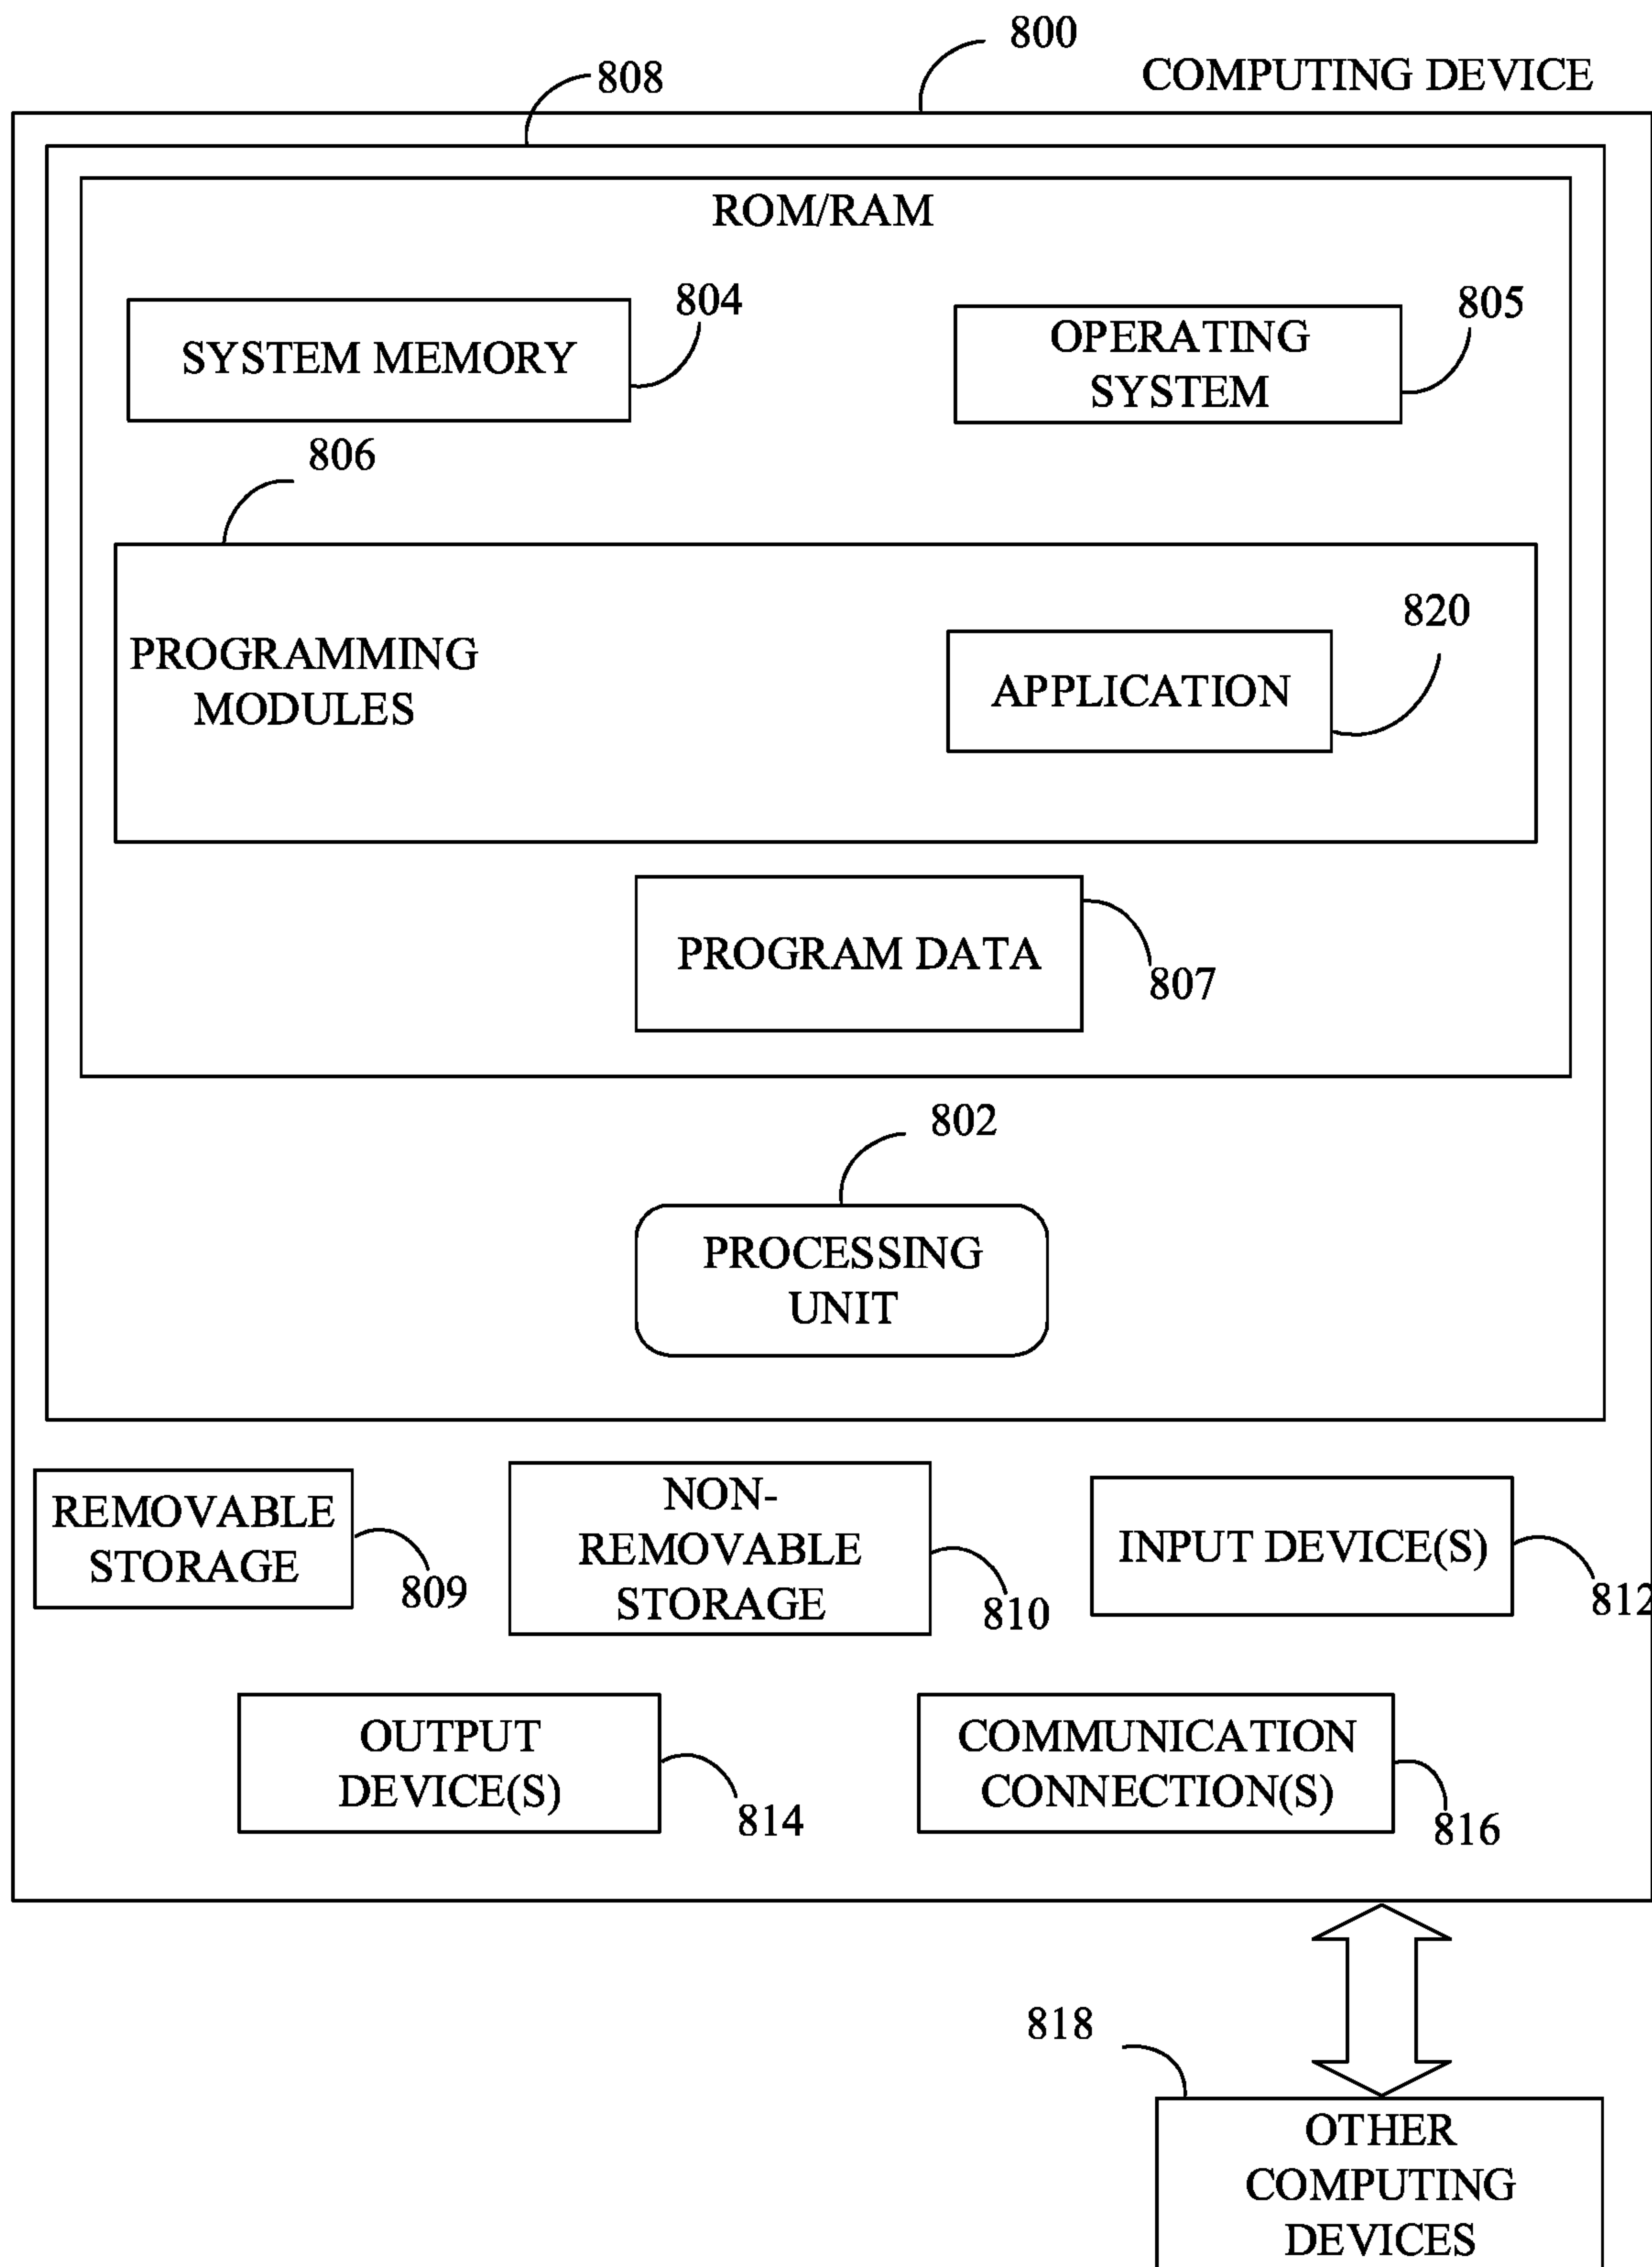 800
COMPUTING DEVICE
808
ROM/RAM
804
SYSTEM MEMORY
805
OPERATING
SYSTEM
806
PROGRAMMING
MODULES
820
APPLICATION
PROGRAM DATA
807
802
PROCESSING
UNIT
REMOVABLE
STORAGE
809
NON-
REMOVABLE
STORAGE
810
INPUT DEVICE(S)
812
OUTPUT
DEVICE(S)
814
COMMUNICATION
CONNECTION(S)
816
818
OTHER
COMPUTING
DEVICES